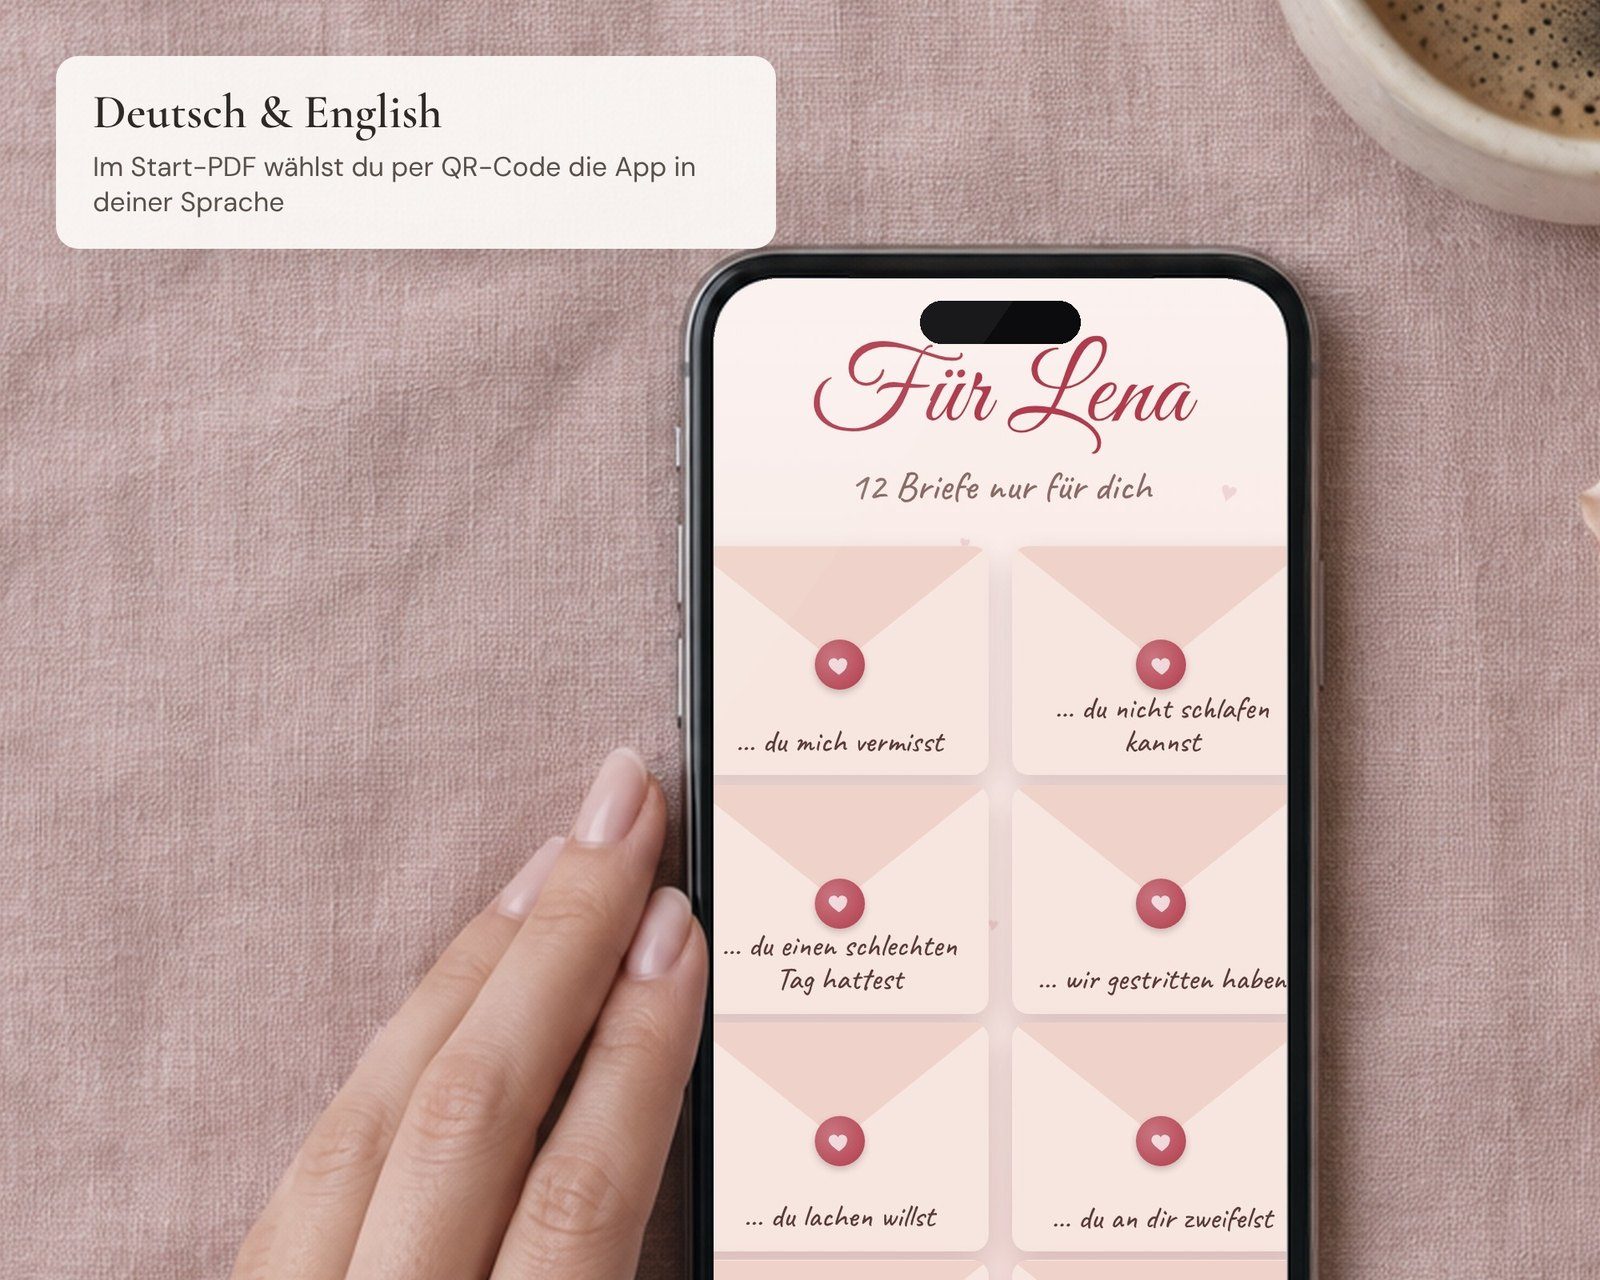 Deutsch & English
Im Start-PDF wählst du per QR-Code die App in
deiner Sprache
Für Lena
12 Briefe nur für dich
... du mich vermisst
... du nicht schlafen
kannst
... du einen schlechten
Tag hattest
... wir gestritten haben
... du lachen willst
... du an dir zweifelst